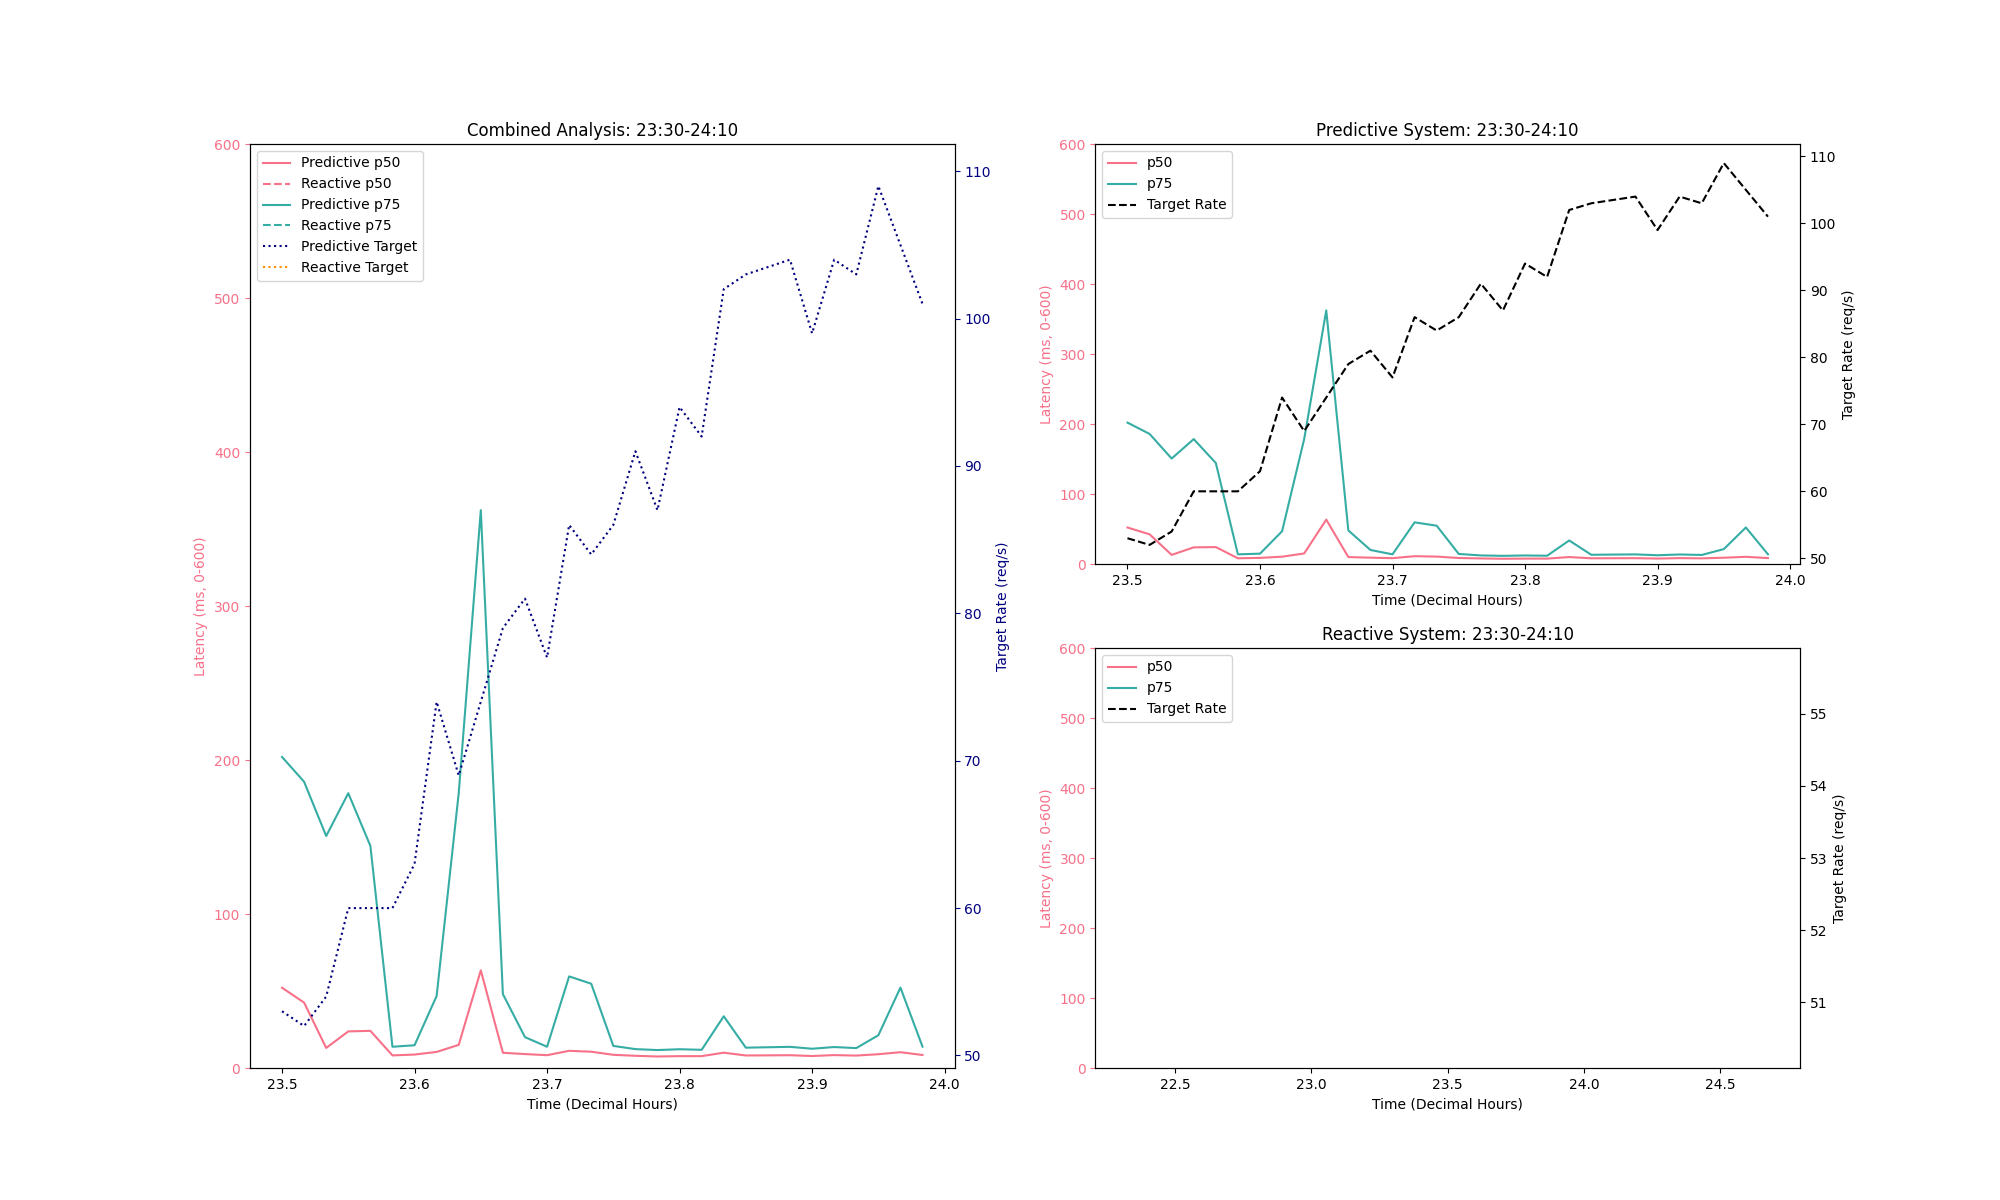 Combined Analysis: 23:30-24:10
Predictive p50
Reactive p50
Predictive p75
Reactive p75
Predictive Target
Reactive Target
600
500
400
300
200
100
0
Latency (ms, 0-600)
110
100
90
80
70
60
50
Target Rate (req/s)
23.5 23.6 23.7 23.8 23.9 24.0
Time (Decimal Hours)
Predictive System: 23:30-24:10
p50
p75
Target Rate
600
500
400
300
200
100
0
Latency (ms, 0-600)
110
100
90
80
70
60
50
Target Rate (req/s)
23.5 23.6 23.7 23.8 23.9 24.0
Time (Decimal Hours)
Reactive System: 23:30-24:10
p50
p75
Target Rate
600
500
400
300
200
100
0
Latency (ms, 0-600)
55
54
53
52
51
Target Rate (req/s)
22.5 23.0 23.5 24.0 24.5
Time (Decimal Hours)